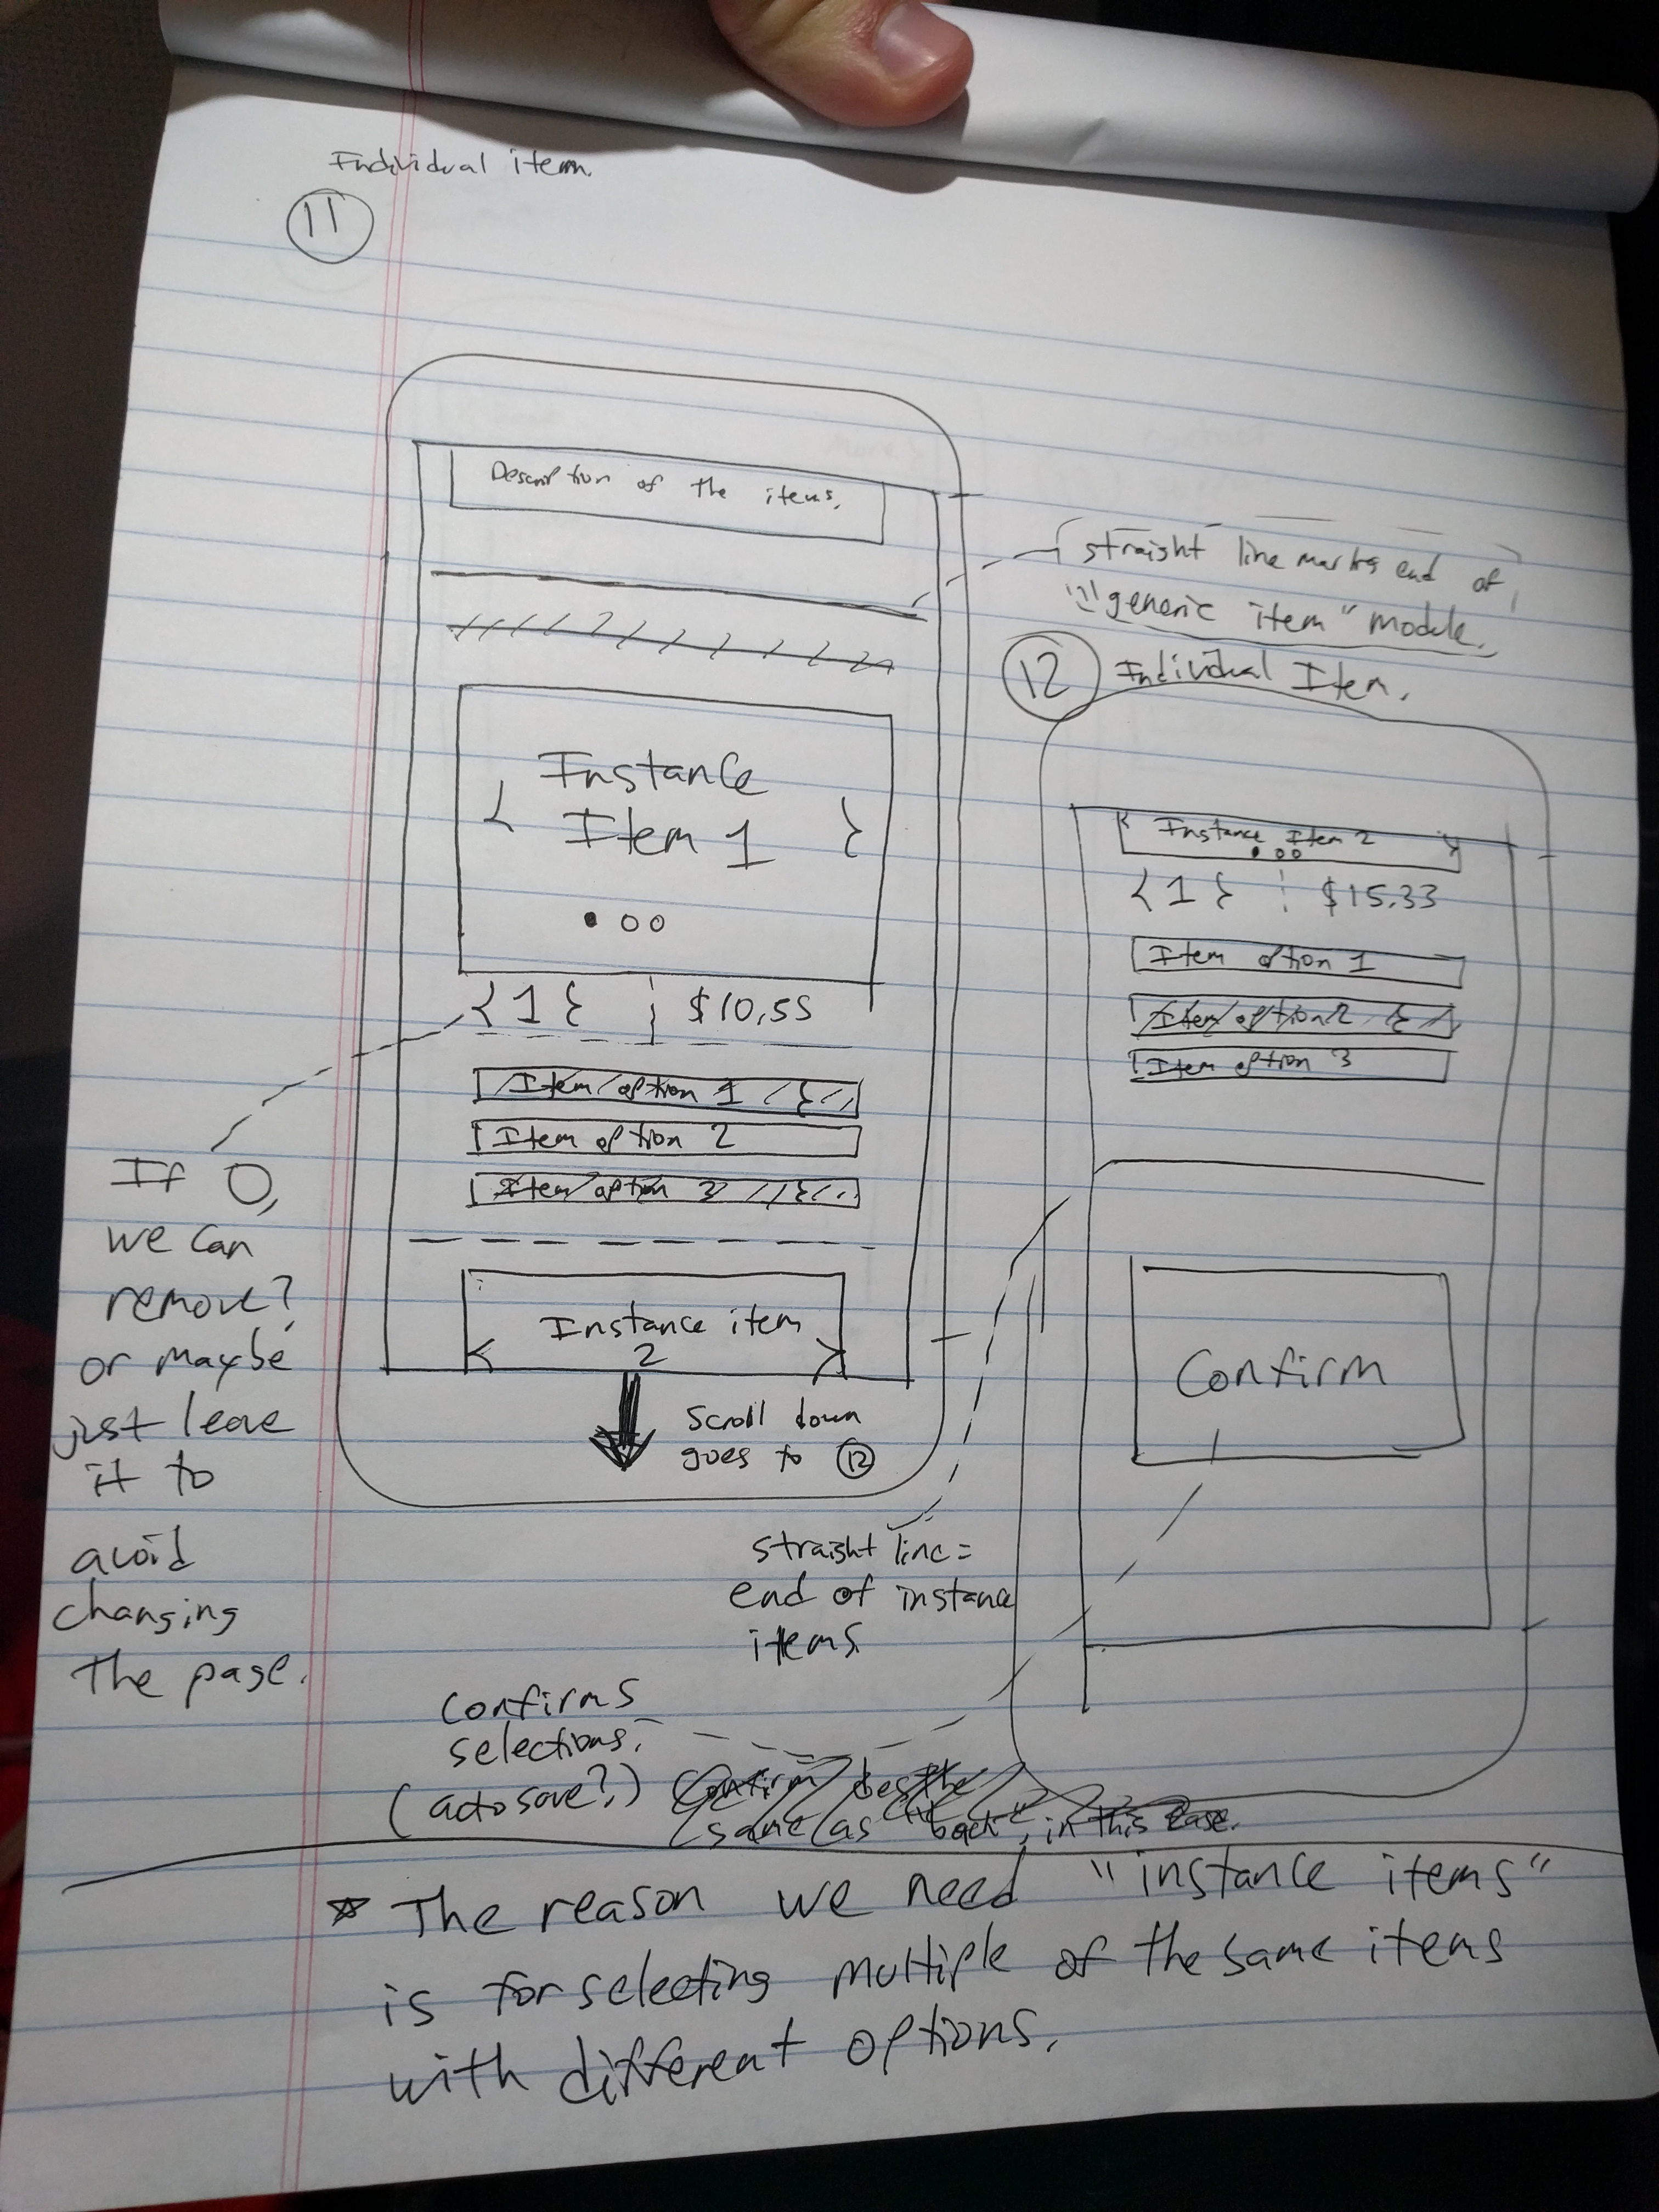 Individual item
11
Description of the items.
straight line marks end of
"generic item" module.
12 Individual Item.
Instance
Item 1
{ 1 } $10.55
Item option 1
Item option 2
Item option 3
Instance item
2
Scroll down
goes to 12
If 0,
we can
remove?
or maybe
just leave
it to
avoid
changing
the page.
Instance Item 2
{ 1 } $15.33
Item option 1
Item option 2
Item option 3
Confirm
straight line =
end of instance
items
Confirms
selections.
(autosave?) Confirm does the
same as "back", in this case.
* The reason we need "instance items"
is for selecting multiple of the same items
with different options.